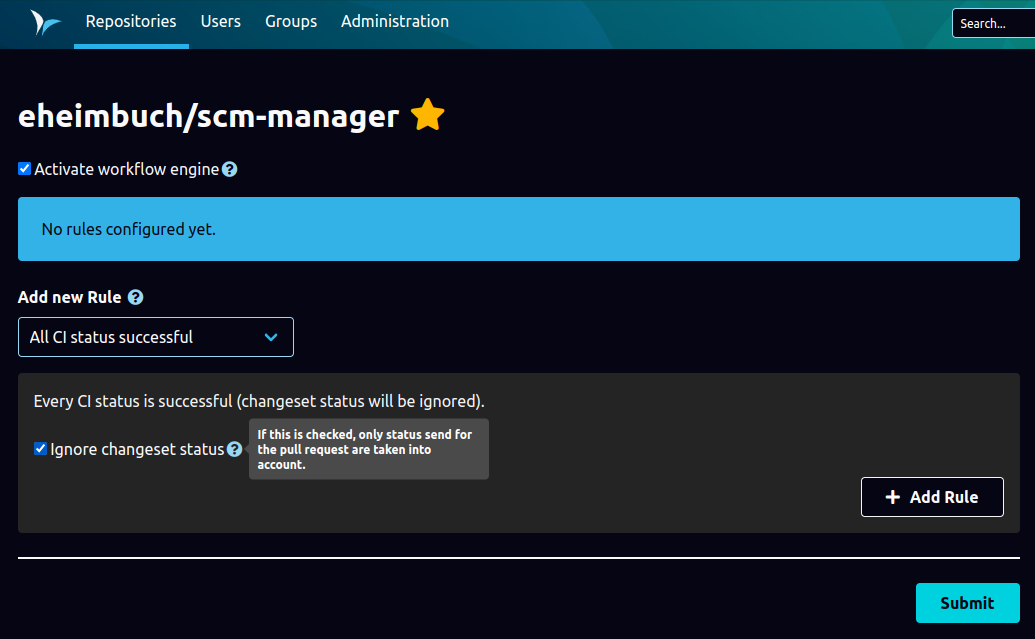 Repositories Users Groups Administration Search...
eheimbuch/scm-manager
Activate workflow engine ?
No rules configured yet.
Add new Rule ?
All CI status successful
Every CI status is successful (changeset status will be ignored).
Ignore changeset status ?
If this is checked, only status send for
the pull request are taken into
account.
+ Add Rule
Submit